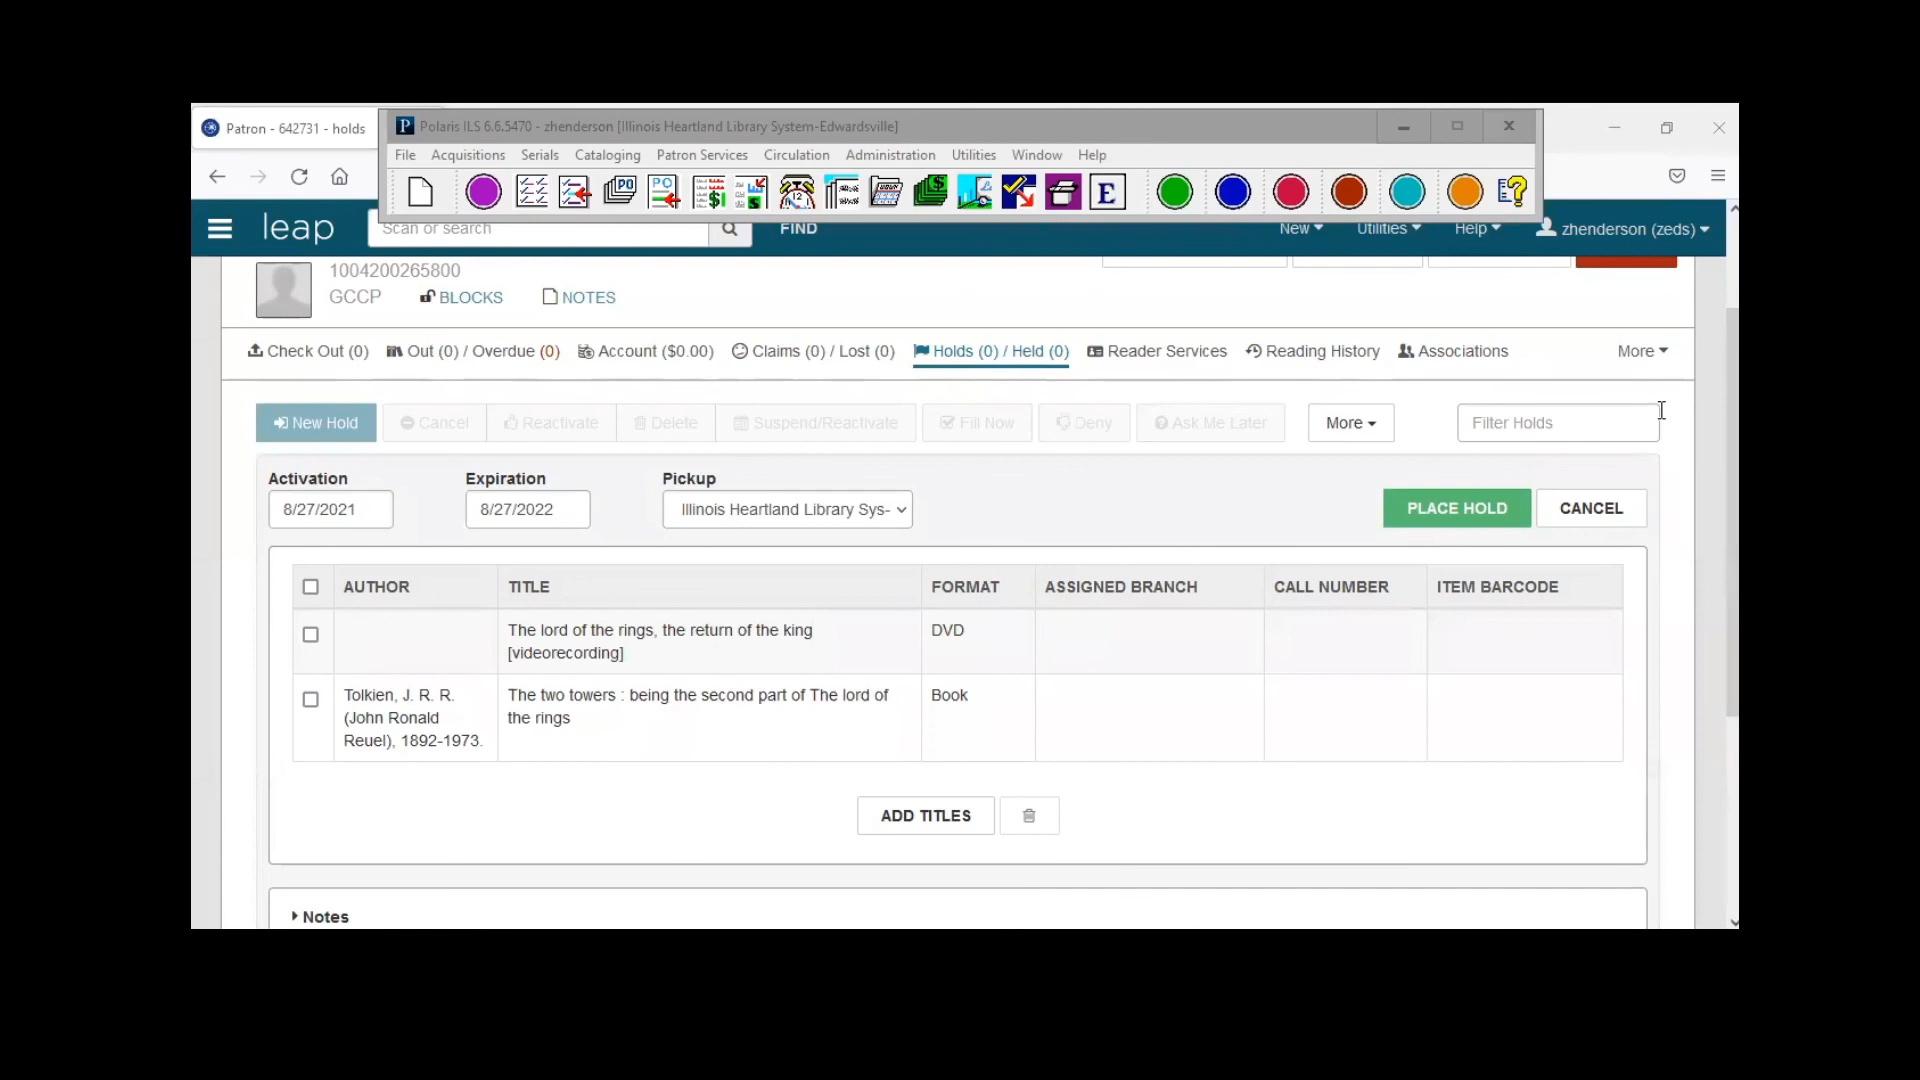 Patron - 642731 - holds
Polaris ILS 6.6.5470 - zhenderson [Illinois Heartland Library System-Edwardsville]
File Acquisitions Serials Cataloging Patron Services Circulation Administration Utilities Window Help
PO PO E
leap Scan or search FIND New Utilities Help zhenderson (zeds)
1004200265800
GCCP BLOCKS NOTES
Check Out (0) Out (0) / Overdue (0) Account ($0.00) Claims (0) / Lost (0) Holds (0) / Held (0) Reader Services Reading History Associations More
New Hold Cancel Reactivate Delete Suspend/Reactivate Fill Now Deny Ask Me Later More Filter Holds
Activation Expiration Pickup
8/27/2021 8/27/2022 Illinois Heartland Library Sys- PLACE HOLD CANCEL
AUTHOR TITLE FORMAT ASSIGNED BRANCH CALL NUMBER ITEM BARCODE
The lord of the rings, the return of the king DVD
[videorecording]
Tolkien, J. R. R. The two towers : being the second part of The lord of Book
(John Ronald the rings
Reuel), 1892-1973.
ADD TITLES
Notes